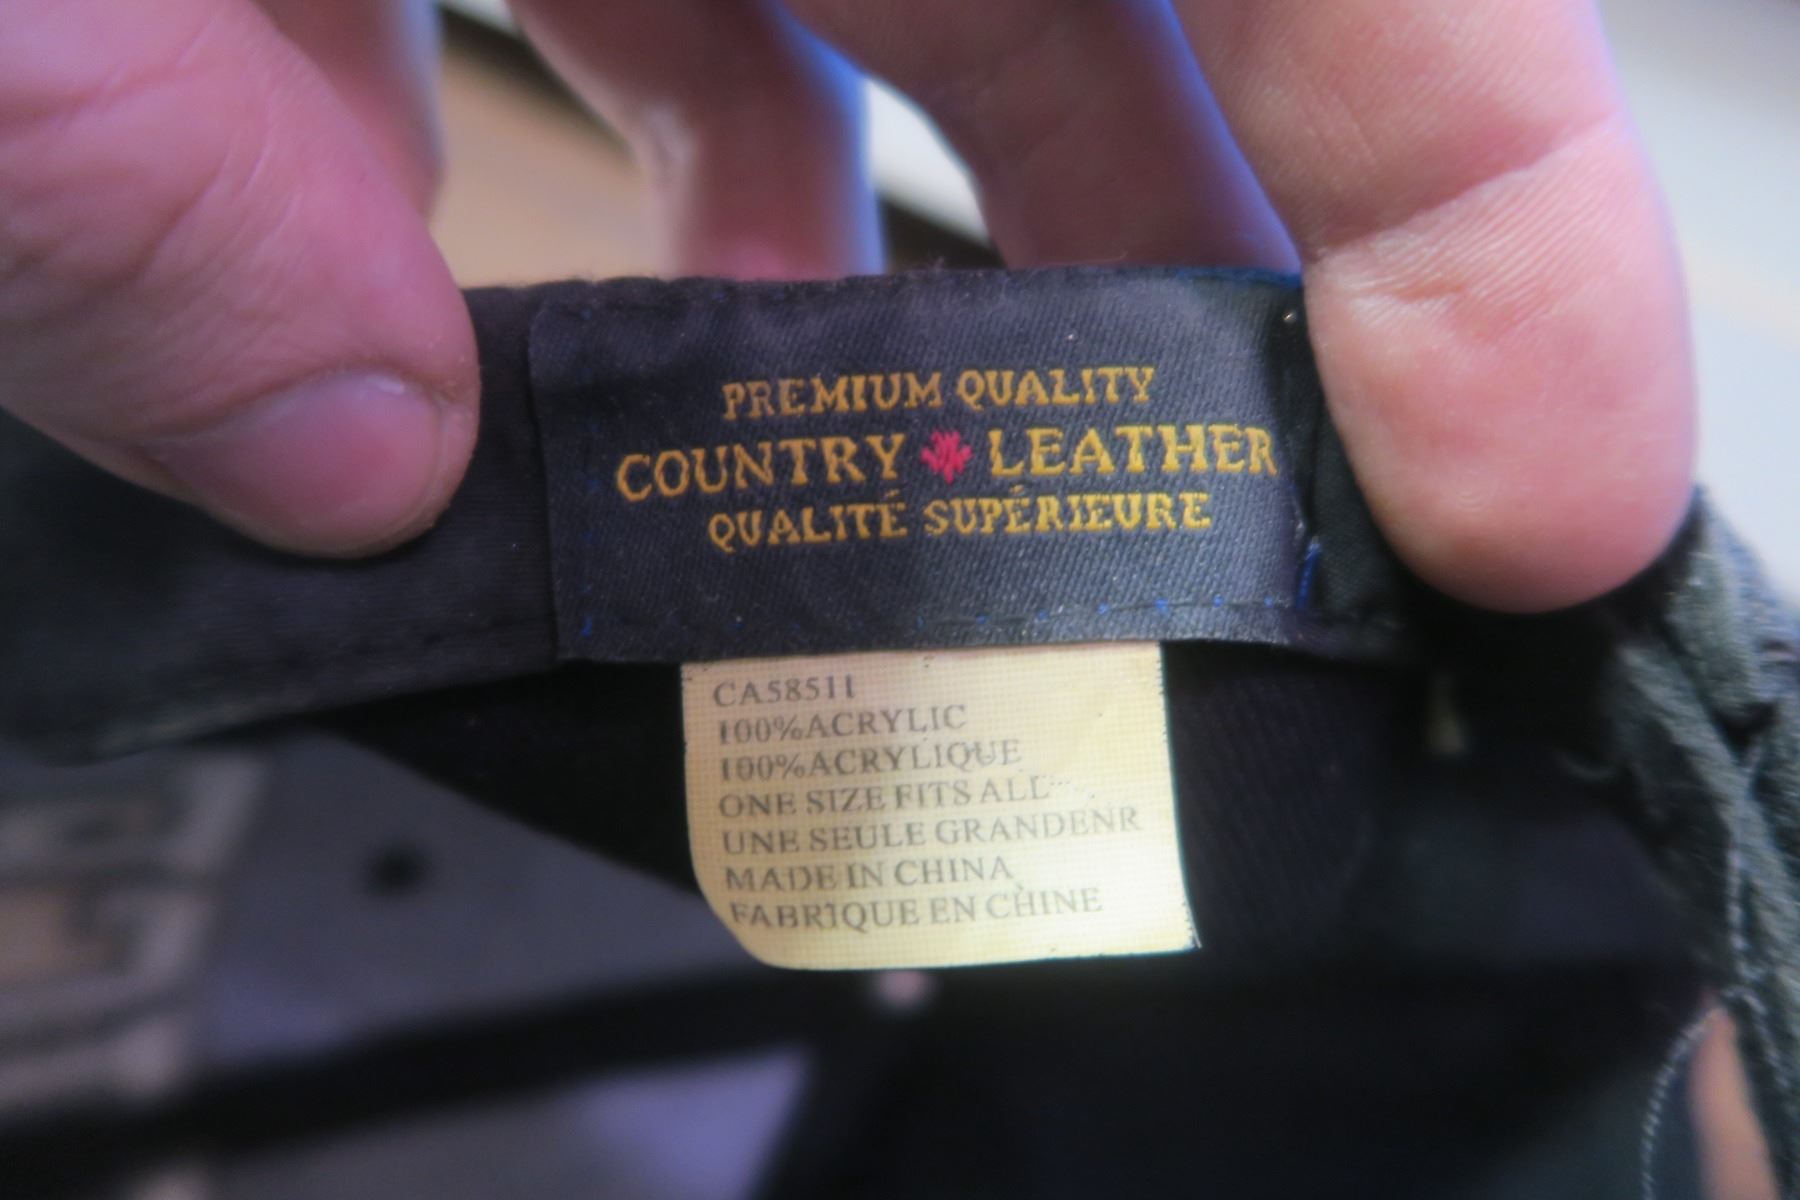 PREMIUM QUALITY
COUNTRY LEATHER
QUALITÉ SUPÉRIEURE
CA58511
100%ACRYLIC
100%ACRYLIQUE
ONE SIZE FITS ALL
UNE SEULE GRANDENR
MADE IN CHINA
FABRIQUE EN CHINE